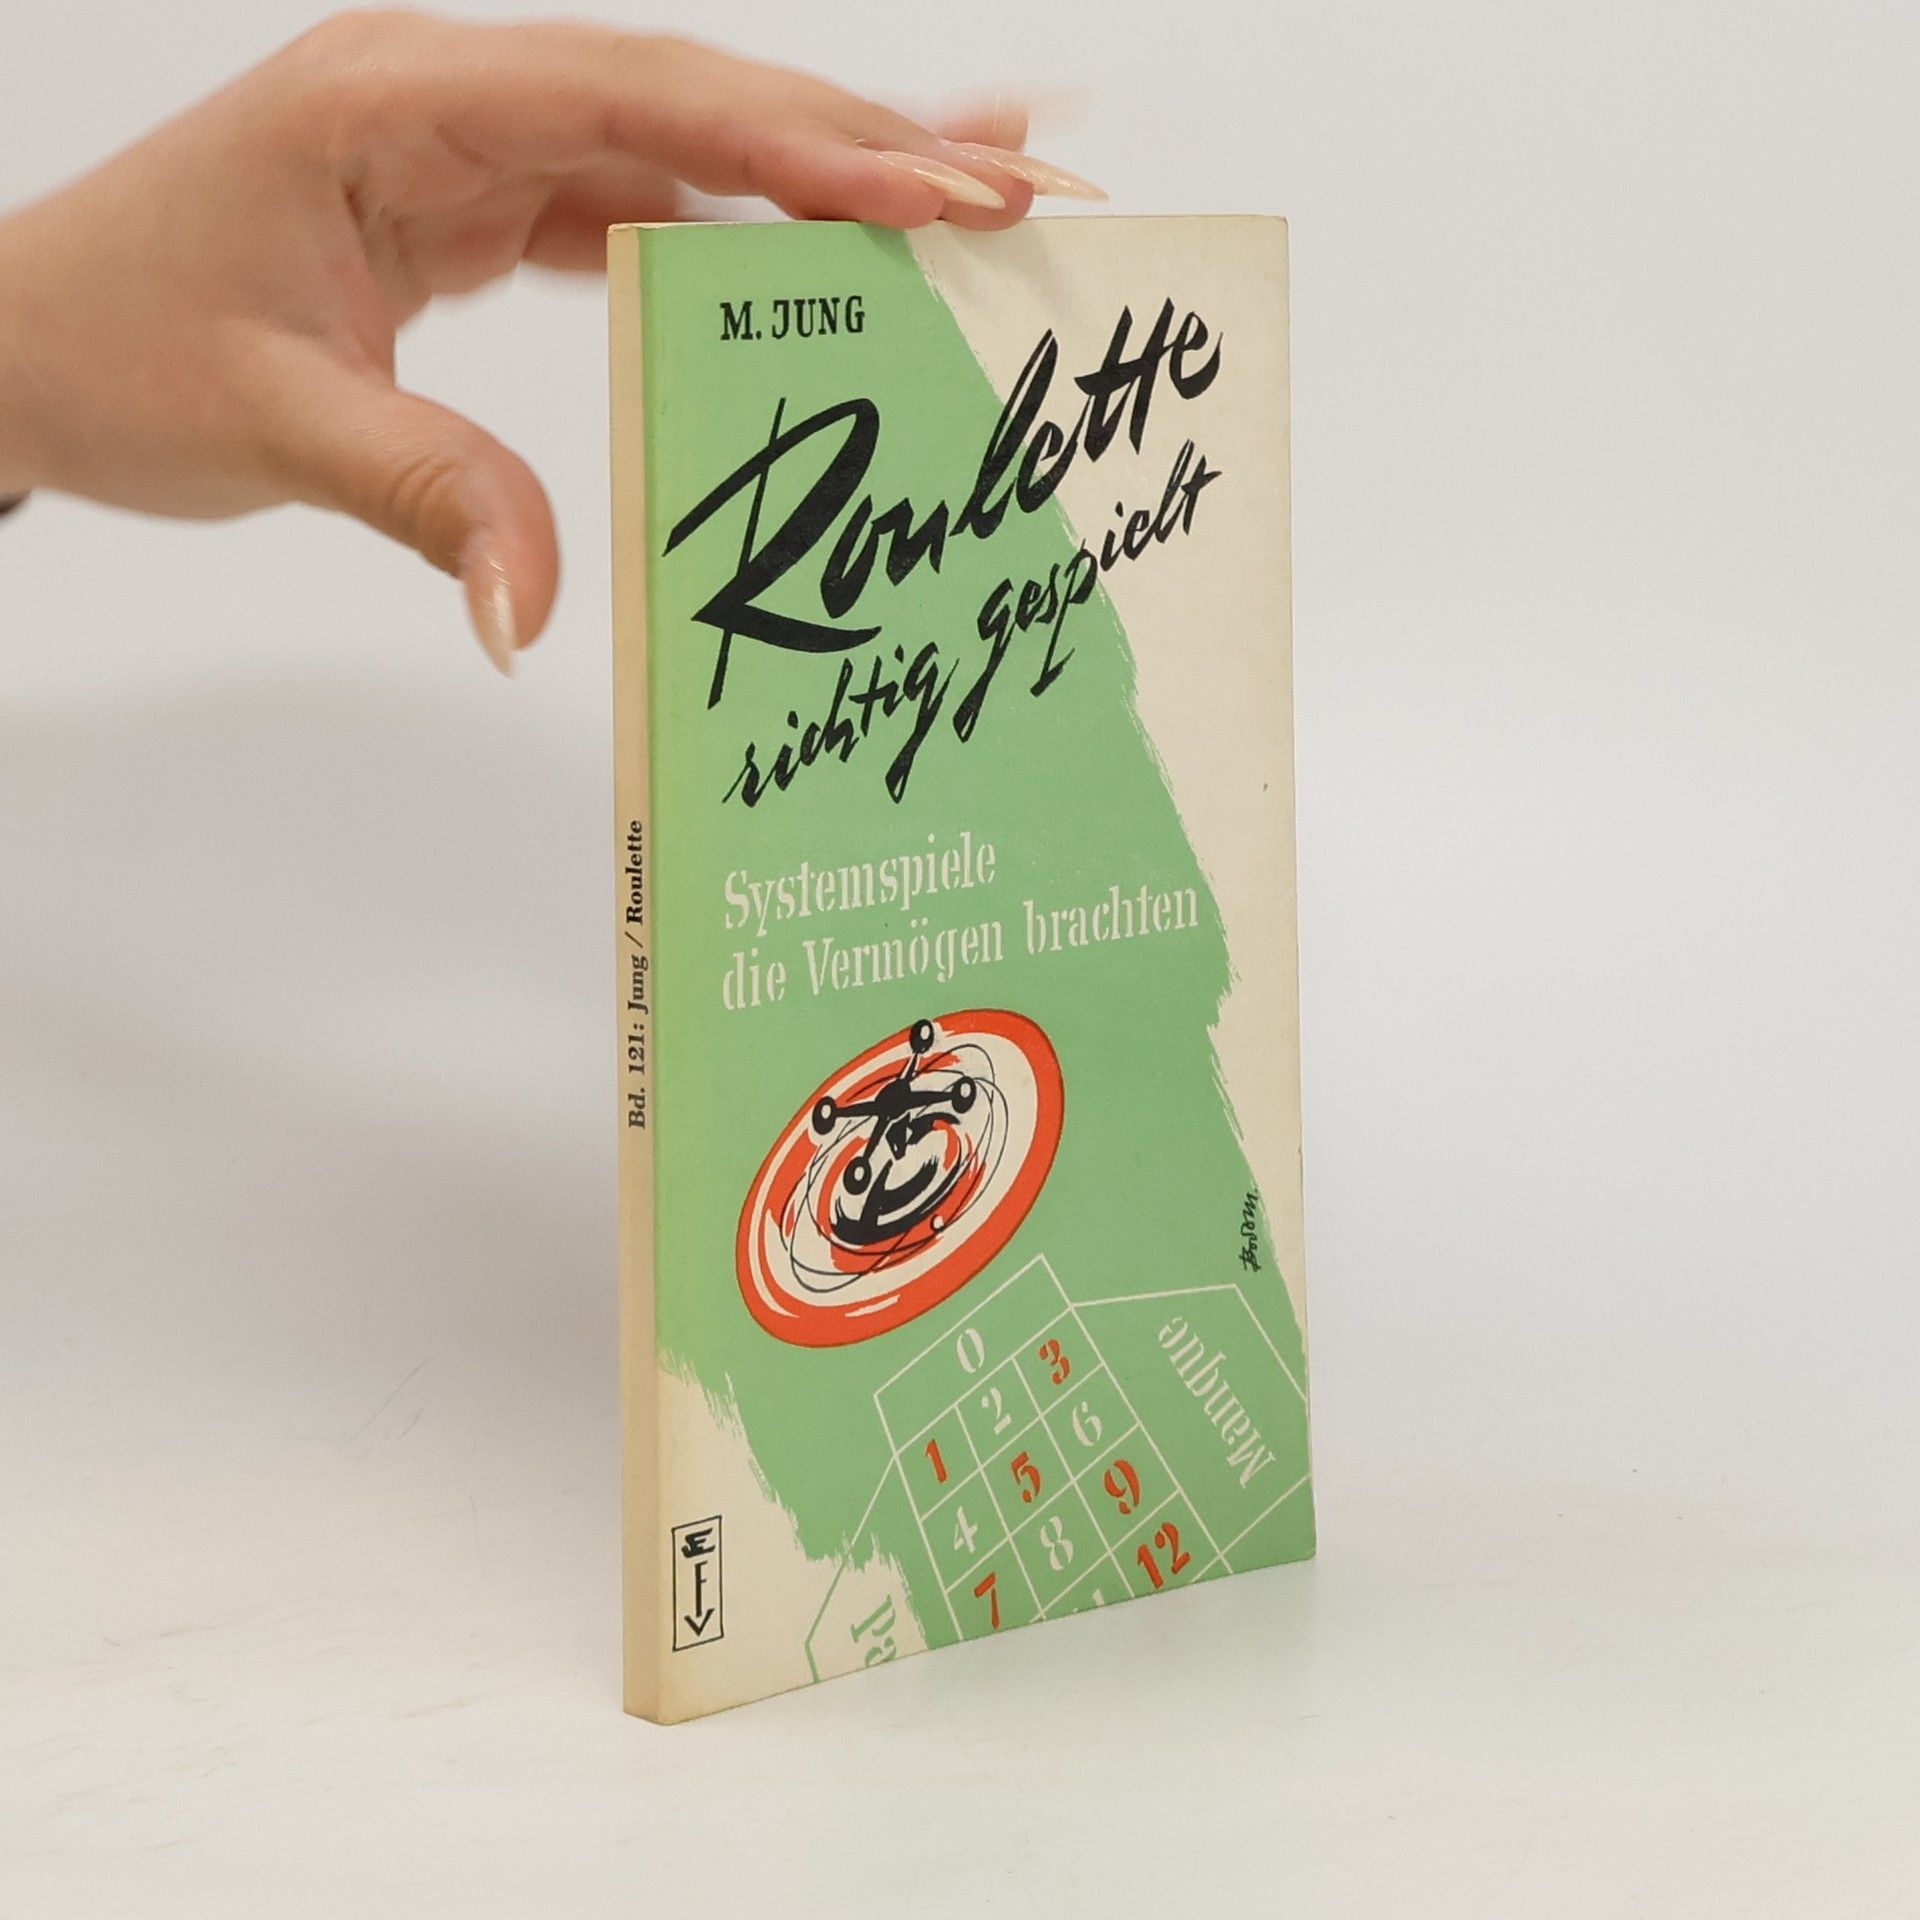 M. JUNG
Roulette
richtig gespielt
Systemspiele
die Vermögen brachten
Bd. 121: Jung / Roulette
0
1 2 3
4 5 6
7 8 9
12
Manque